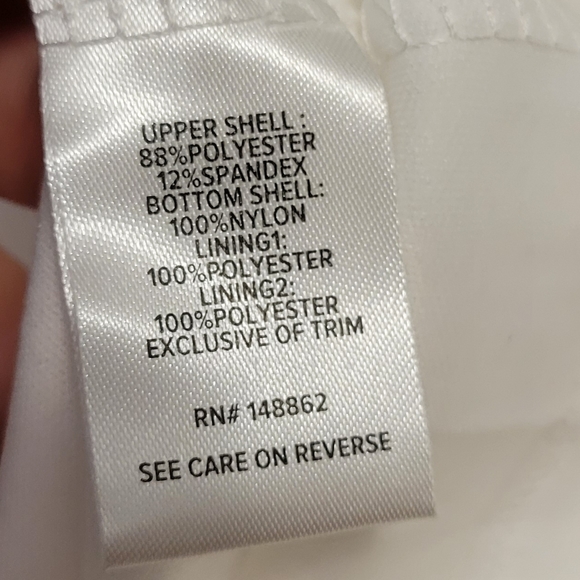 UPPER SHELL :
88%POLYESTER
12%SPANDEX
BOTTOM SHELL:
100%NYLON
LINING1:
100%POLYESTER
LINING2:
100%POLYESTER
EXCLUSIVE OF TRIM
RN# 148862
SEE CARE ON REVERSE